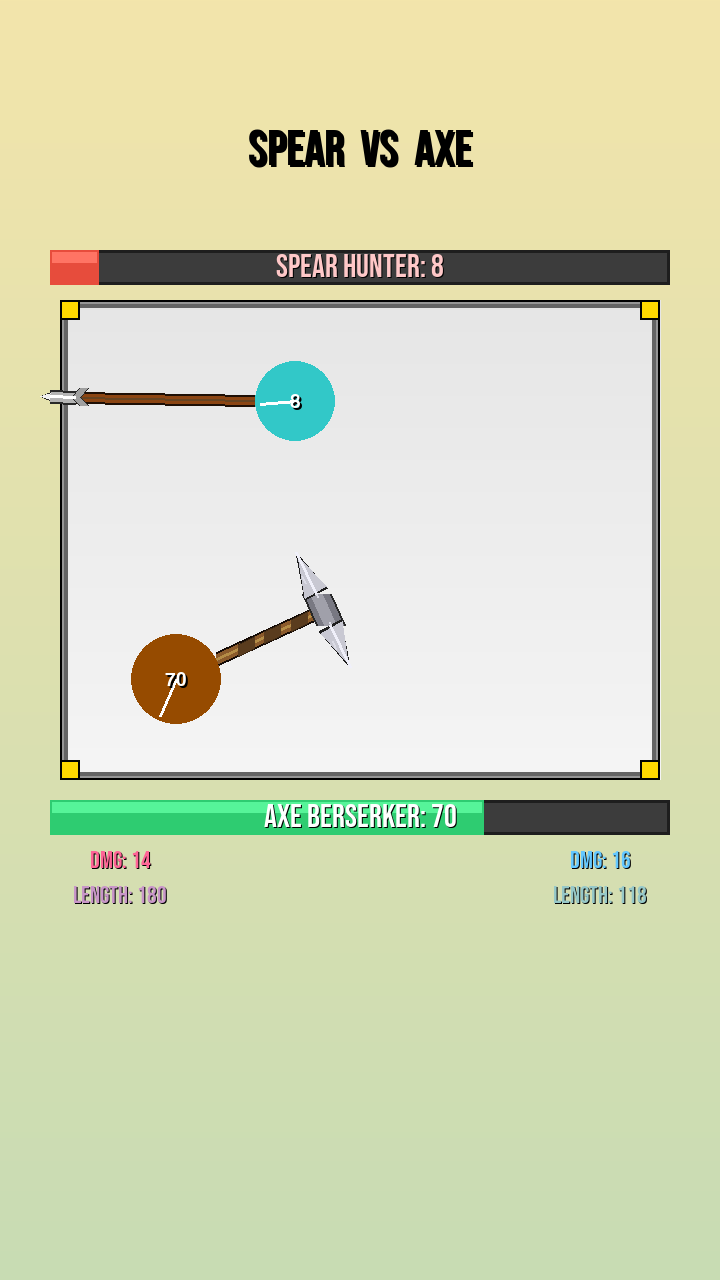 SPEAR VS AXE
SPEAR HUNTER: 8
8
70
AXE BERSERKER: 70
DMG: 14
DMG: 16
LENGTH: 180
LENGTH: 118